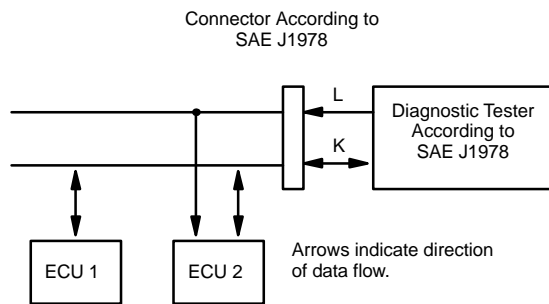 Connector According to
SAE J1978
L
K
Diagnostic Tester
According to
SAE J1978
ECU 1
ECU 2
Arrows indicate direction
of data flow.